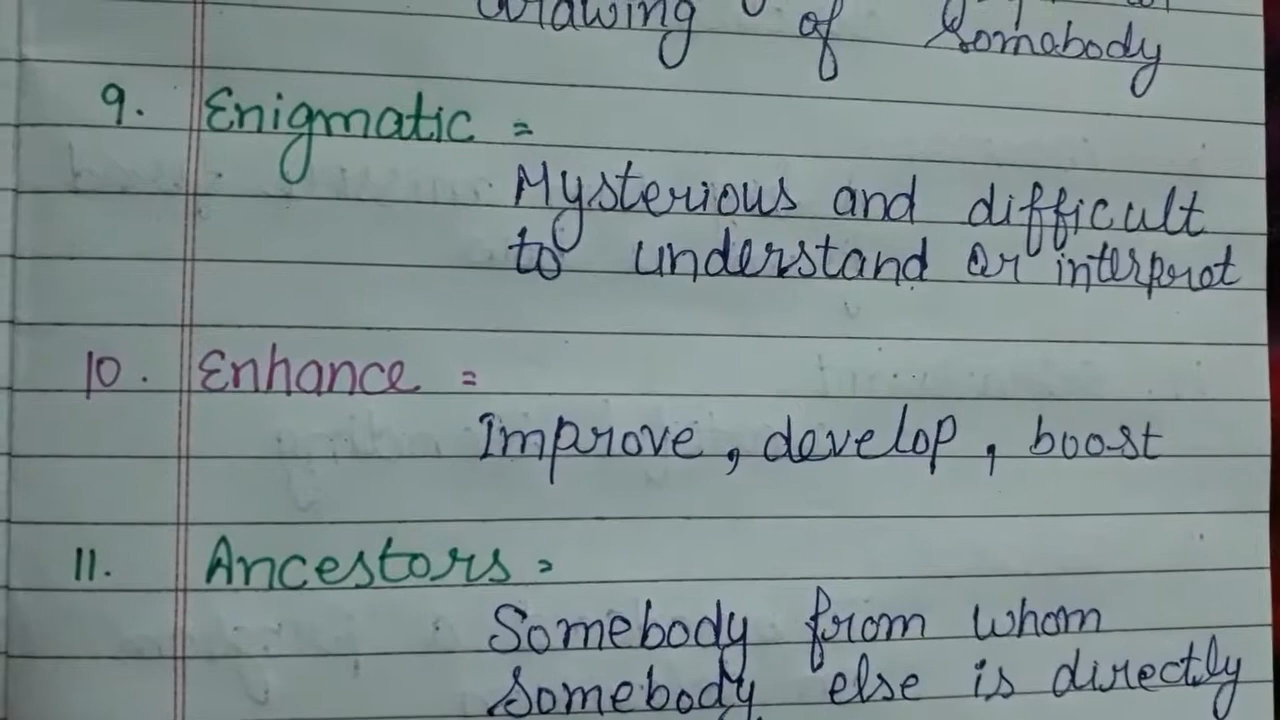 drawing of Somabody
9. Enigmatic =
Mysterious and difficult
to understand or interpret
10. Enhance =
Improve, develop, boost
11. Ancestors =
Somebody from whom
somebody else is directly